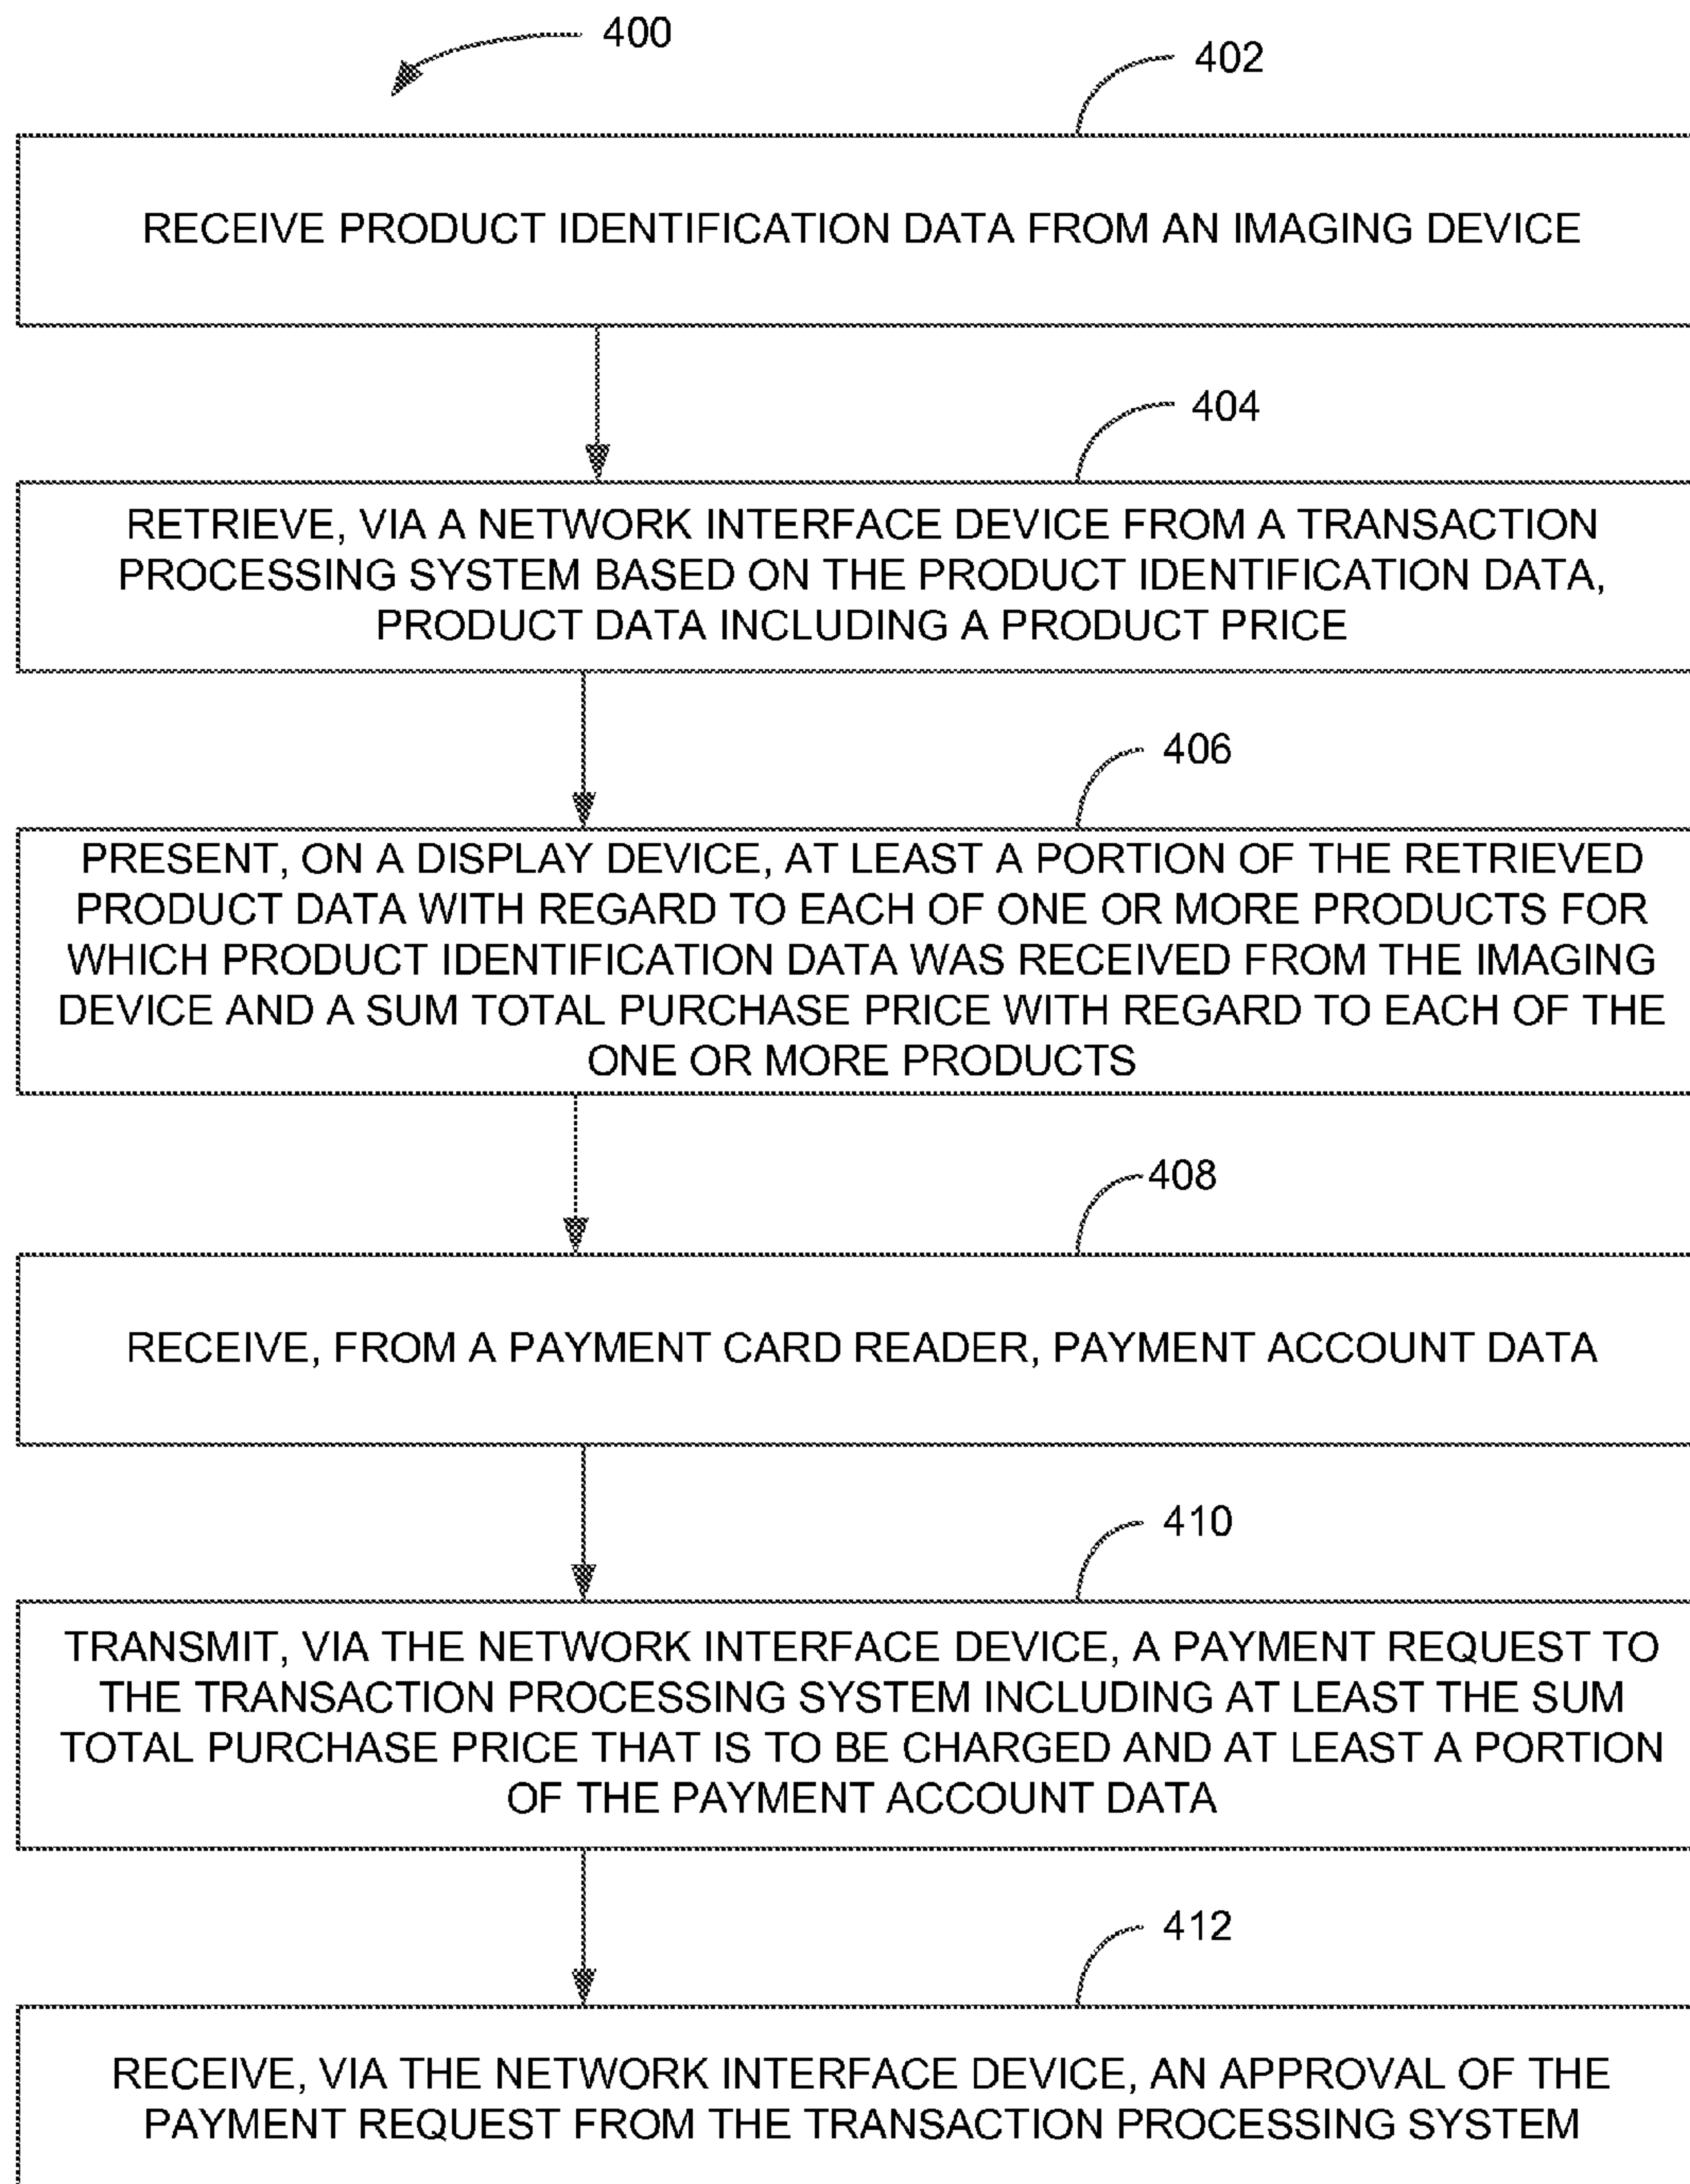 400
402
RECEIVE PRODUCT IDENTIFICATION DATA FROM AN IMAGING DEVICE
404
RETRIEVE, VIA A NETWORK INTERFACE DEVICE FROM A TRANSACTION
PROCESSING SYSTEM BASED ON THE PRODUCT IDENTIFICATION DATA,
PRODUCT DATA INCLUDING A PRODUCT PRICE
406
PRESENT, ON A DISPLAY DEVICE, AT LEAST A PORTION OF THE RETRIEVED
PRODUCT DATA WITH REGARD TO EACH OF ONE OR MORE PRODUCTS FOR
WHICH PRODUCT IDENTIFICATION DATA WAS RECEIVED FROM THE IMAGING
DEVICE AND A SUM TOTAL PURCHASE PRICE WITH REGARD TO EACH OF THE
ONE OR MORE PRODUCTS
408
RECEIVE, FROM A PAYMENT CARD READER, PAYMENT ACCOUNT DATA
410
TRANSMIT, VIA THE NETWORK INTERFACE DEVICE, A PAYMENT REQUEST TO
THE TRANSACTION PROCESSING SYSTEM INCLUDING AT LEAST THE SUM
TOTAL PURCHASE PRICE THAT IS TO BE CHARGED AND AT LEAST A PORTION
OF THE PAYMENT ACCOUNT DATA
412
RECEIVE, VIA THE NETWORK INTERFACE DEVICE, AN APPROVAL OF THE
PAYMENT REQUEST FROM THE TRANSACTION PROCESSING SYSTEM